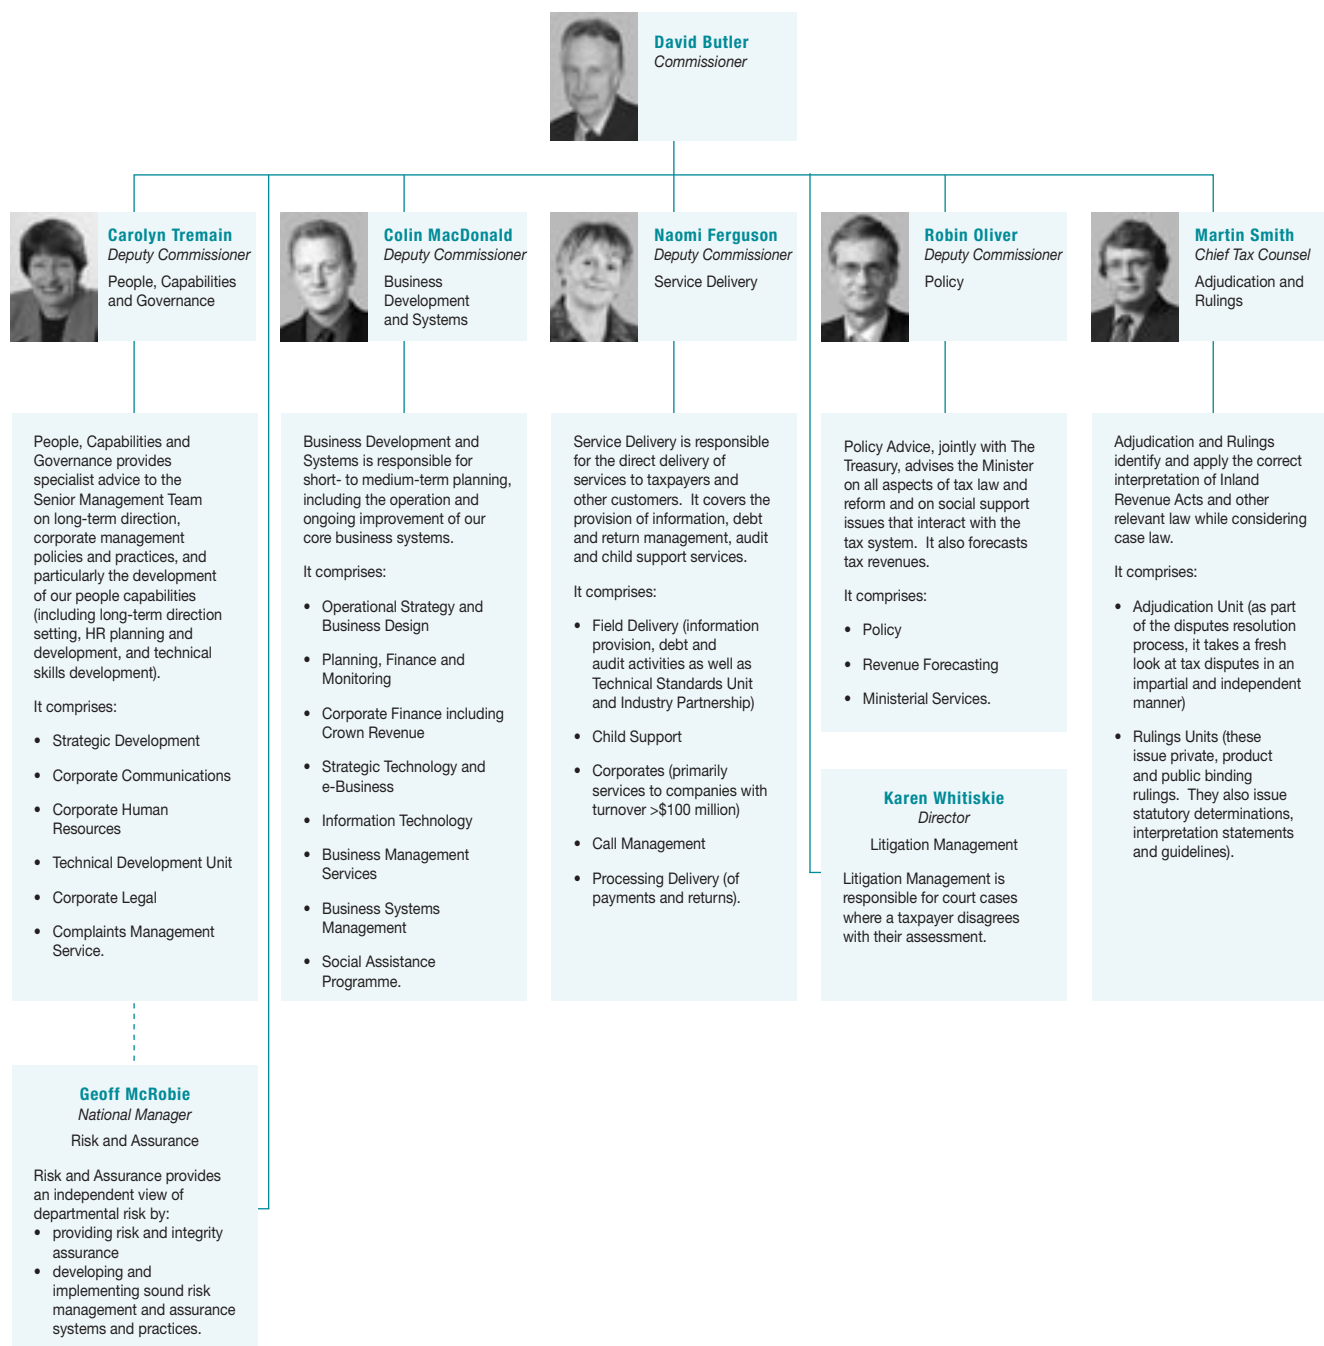 David Butler
Commissioner
Carolyn Tremain
Deputy Commissioner
People, Capabilities
and Governance
Colin MacDonald
Deputy Commissioner
Business
Development
and Systems
Naomi Ferguson
Deputy Commissioner
Service Delivery
Robin Oliver
Deputy Commissioner
Policy
Martin Smith
Chief Tax Counsel
Adjudication and
Rulings
People, Capabilities and
Governance provides
specialist advice to the
Senior Management Team
on long-term direction,
corporate management
policies and practices, and
particularly the development
of our people capabilities
(including long-term direction
setting, HR planning and
development, and technical
skills development).
It comprises:
• Strategic Development
• Corporate Communications
• Corporate Human
Resources
• Technical Development Unit
• Corporate Legal
• Complaints Management
Service.
Business Development and
Systems is responsible for
short- to medium-term planning,
including the operation and
ongoing improvement of our
core business systems.
It comprises:
• Operational Strategy and
Business Design
• Planning, Finance and
Monitoring
• Corporate Finance including
Crown Revenue
• Strategic Technology and
e-Business
• Information Technology
• Business Management
Services
• Business Systems
Management
• Social Assistance
Programme.
Service Delivery is responsible
for the direct delivery of
services to taxpayers and
other customers. It covers the
provision of information, debt
and return management, audit
and child support services.
It comprises:
• Field Delivery (information
provision, debt and
audit activities as well as
Technical Standards Unit
and Industry Partnership)
• Child Support
• Corporates (primarily
services to companies with
turnover >$100 million)
• Call Management
• Processing Delivery (of
payments and returns).
Policy Advice, jointly with The
Treasury, advises the Minister
on all aspects of tax law and
reform and on social support
issues that interact with the
tax system. It also forecasts
tax revenues.
It comprises:
• Policy
• Revenue Forecasting
• Ministerial Services.
Karen Whitiskie
Director
Litigation Management
Litigation Management is
responsible for court cases
where a taxpayer disagrees
with their assessment.
Adjudication and Rulings
identify and apply the correct
interpretation of Inland
Revenue Acts and other
relevant law while considering
case law.
It comprises:
• Adjudication Unit (as part
of the disputes resolution
process, it takes a fresh
look at tax disputes in an
impartial and independent
manner)
• Rulings Units (these
issue private, product
and public binding
rulings. They also issue
statutory determinations,
interpretation statements
and guidelines).
Geoff McRobie
National Manager
Risk and Assurance
Risk and Assurance provides
an independent view of
departmental risk by:
• providing risk and integrity
assurance
• developing and
implementing sound risk
management and assurance
systems and practices.